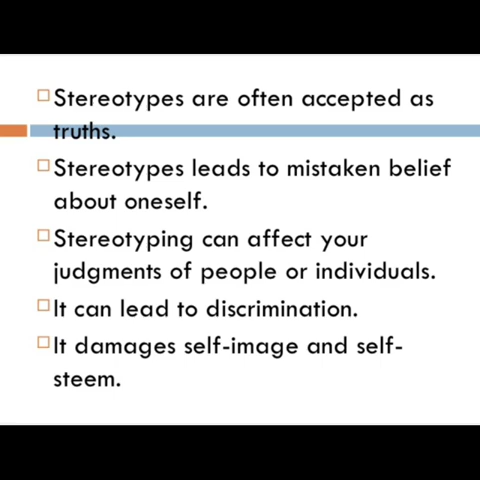 Stereotypes are often accepted as
truths.
Stereotypes leads to mistaken belief
about oneself.
Stereotyping can affect your
judgments of people or individuals.
It can lead to discrimination.
It damages self-image and self-
steem.